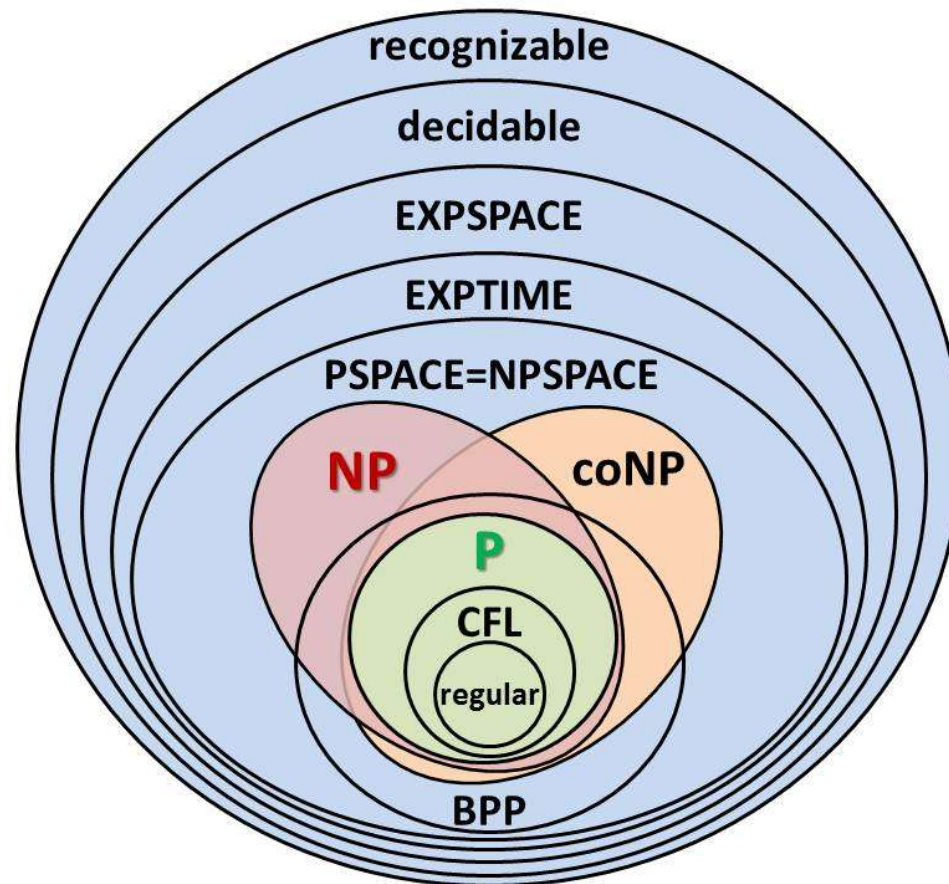 recognizable
decidable
EXPSPACE
EXPTIME
PSPACE=NPSPACE
NP
coNP
P
CFL
regular
BPP